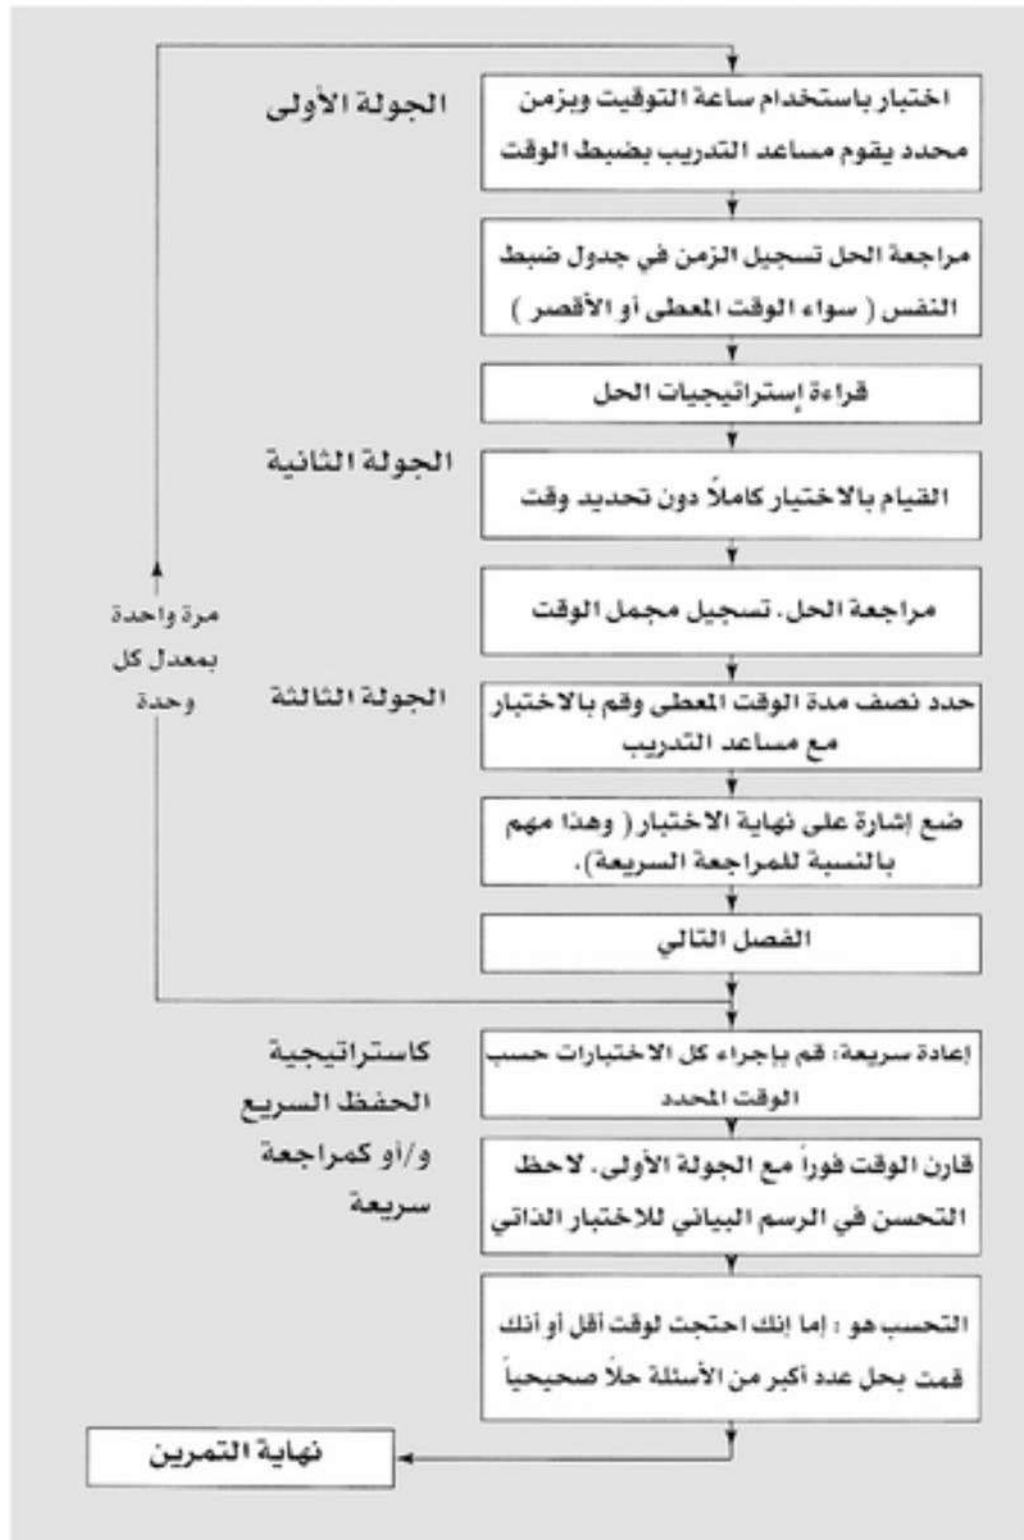 الجولة الأولى
اختبار باستخدام ساعة التوقيت وبزمن
محدد يقوم مساعد التدريب بضبط الوقت
مراجعة الحل تسجيل الزمن في جدول ضبط
النفس ( سواء الوقت المعطى أو الأقصر )
قراءة إستراتيجيات الحل
الجولة الثانية
القيام بالاختبار كاملاً دون تحديد وقت
مراجعة الحل. تسجيل مجمل الوقت
مرة واحدة
بمعدل كل
وحدة
الجولة الثالثة
حدد نصف مدة الوقت المعطى وقم بالاختبار
مع مساعد التدريب
ضع إشارة على نهاية الاختبار ( وهذا مهم
بالنسبة للمراجعة السريعة).
الفصل التالي
كاستراتيجية
الحفظ السريع
و/أو كمراجعة
سريعة
إعادة سريعة: قم بإجراء كل الاختبارات حسب
الوقت المحدد
قارن الوقت فوراً مع الجولة الأولى. لاحظ
التحسن في الرسم البياني للاختبار الذاتي
التحسب هو : إما إنك احتجت لوقت أقل أو أنك
قمت بحل عدد أكبر من الأسئلة حلاً صحيحياً
نهاية التمرين